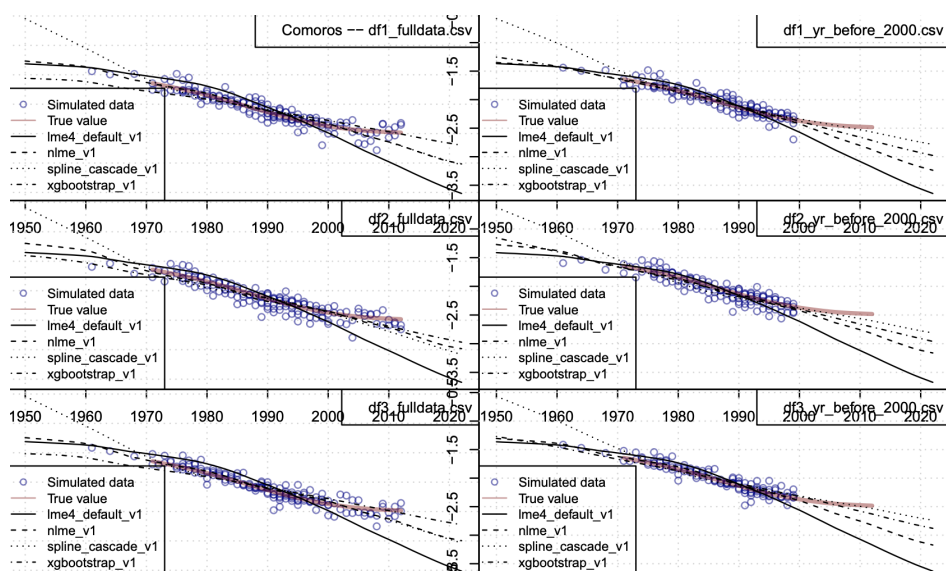 Comoros −− df1_fulldata.csv
−1.5
−2.5
−3.5
Simulated data
True value
lme4_default_v1
nlme_v1
spline_cascade_v1
xgbootstrap_v1
df1_yr_before_2000.csv
Simulated data
True value
lme4_default_v1
nlme_v1
spline_cascade_v1
xgbootstrap_v1
1950 1960 1970 1980 1990 2000 2010 2020
df2_fulldata.csv
−1.5
−2.5
Simulated data
True value
lme4_default_v1
nlme_v1
spline_cascade_v1
xgbootstrap_v1
1950 1960 1970 1980 1990 2000 2010 2020
df2_yr_before_2000.csv
Simulated data
True value
lme4_default_v1
nlme_v1
spline_cascade_v1
xgbootstrap_v1
1950 1960 1970 1980 1990 2000 2010 2020
df3_fulldata.csv
−1.5
−2.5
Simulated data
True value
lme4_default_v1
nlme_v1
spline_cascade_v1
xgbootstrap_v1
1950 1960 1970 1980 1990 2000 2010 2020
df3_yr_before_2000.csv
Simulated data
True value
lme4_default_v1
nlme_v1
spline_cascade_v1
xgbootstrap_v1